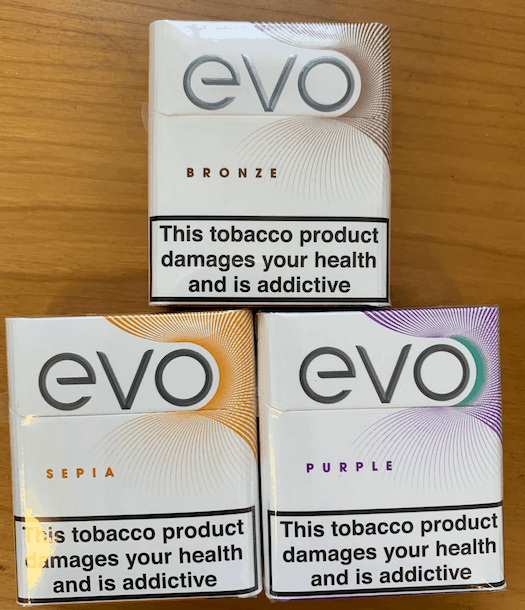 evo
BRONZE
This tobacco product
damages your health
and is addictive
evo
SEPIA
This tobacco product
damages your health
and is addictive
evo
PURPLE
This tobacco product
damages your health
and is addictive